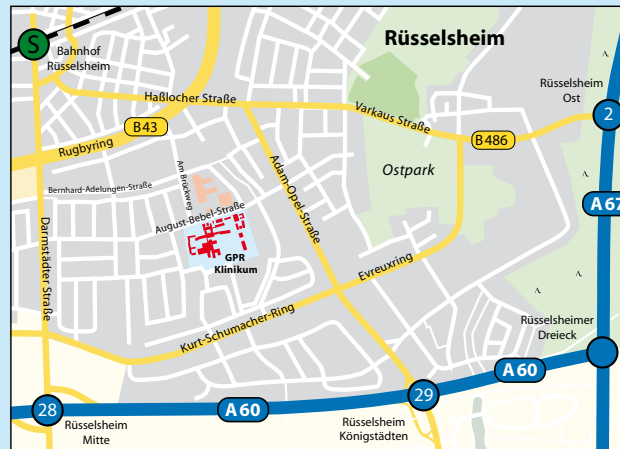 S
Bahnhof
Rüsselsheim
Rüsselsheim
Rüsselsheim
Ost
2
Haßlocher Straße
Varkaus Straße
B43
B486
Rugbyring
Ostpark
Am Brückweg
Bernhard-Adelungen-Straße
Adam-Opel-Straße
A67
August-Bebel-Straße
Darmstädter Straße
GPR
Klinikum
Evreuxring
Kurt-Schumacher-Ring
Rüsselsheimer
Dreieck
A60
29
28
A60
Rüsselsheim
Mitte
Rüsselsheim
Königstädten